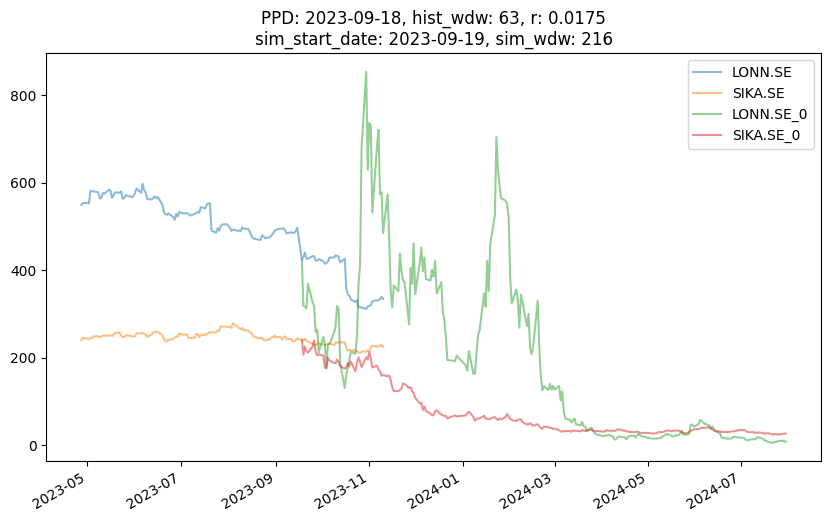 PPD: 2023-09-18, hist_wdw: 63, r: 0.0175
sim_start_date: 2023-09-19, sim_wdw: 216
LONN.SE
SIKA.SE
LONN.SE_0
SIKA.SE_0
800
600
400
200
0
2023-05
2023-07
2023-09
2023-11
2024-01
2024-03
2024-05
2024-07